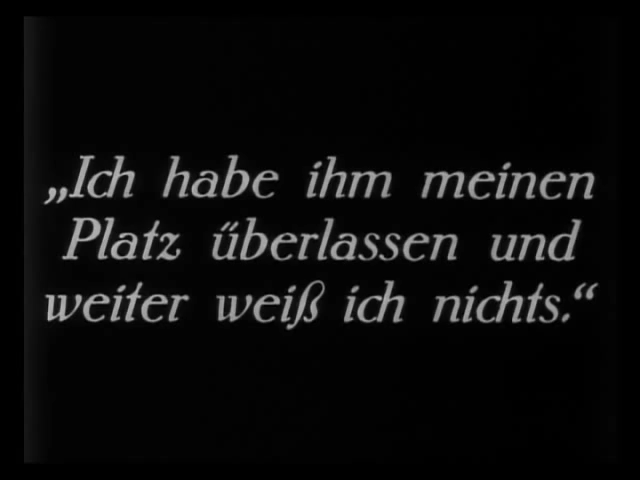 „Ich habe ihm meinen
Platz überlassen und
weiter weiß ich nichts.“